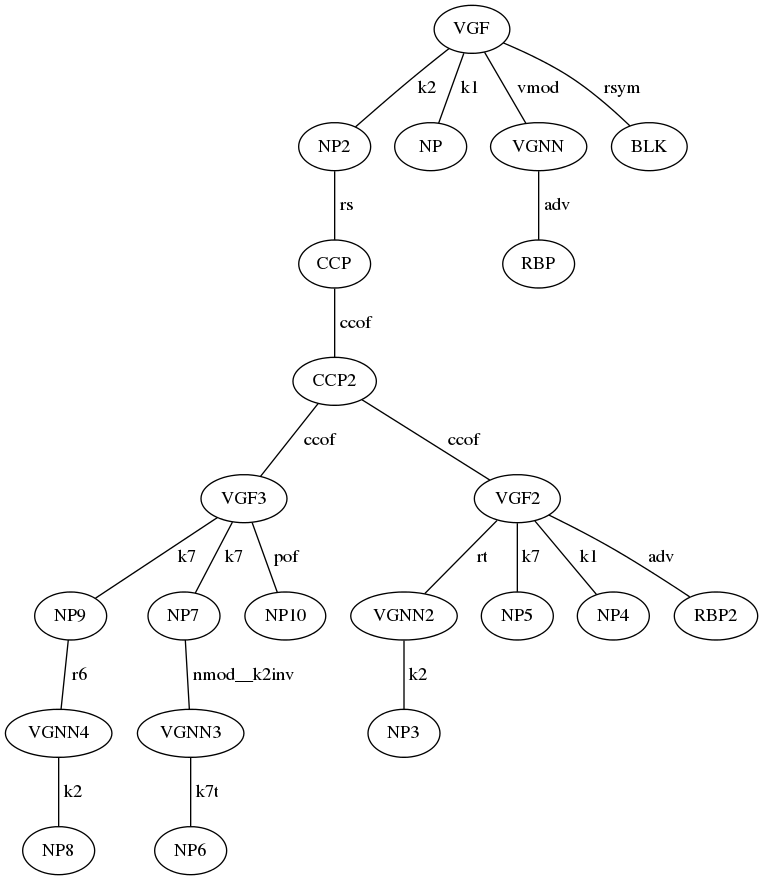 VGF
k2 k1 vmod rsym
NP2 NP VGNN BLK
rs adv
CCP RBP
ccof
CCP2
ccof ccof
VGF3 VGF2
k7 k7 pof rt k7 k1 adv
NP9 NP7 NP10 VGNN2 NP5 NP4 RBP2
r6 nmod__k2inv k2
VGNN4 VGNN3 NP3
k2 k7t
NP8 NP6